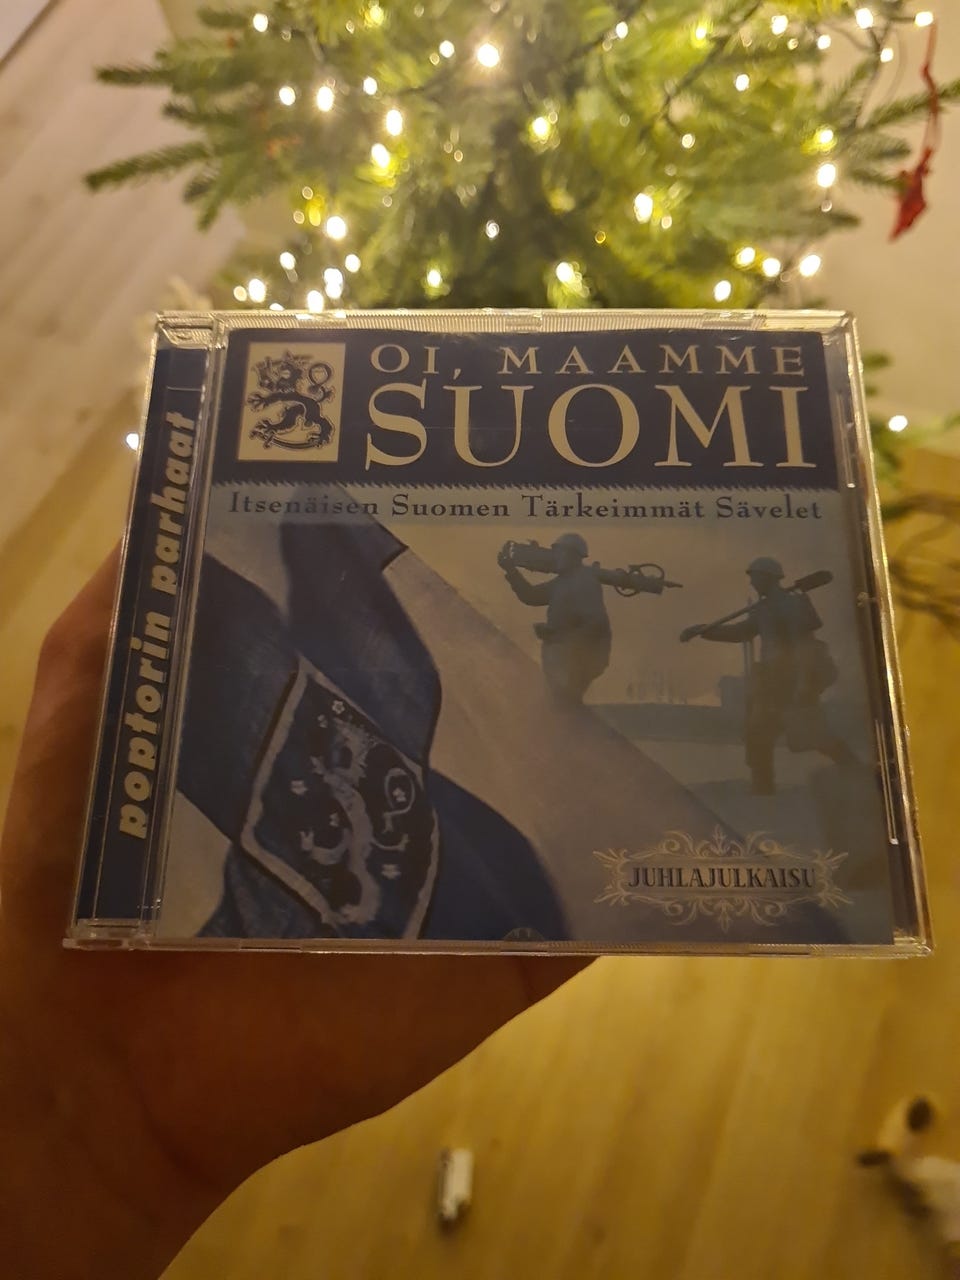 OI, MAAMME
SUOMI
Itsenäisen Suomen Tärkeimmät Sävelet
poptorin parhaat
JUHLAJULKAISU